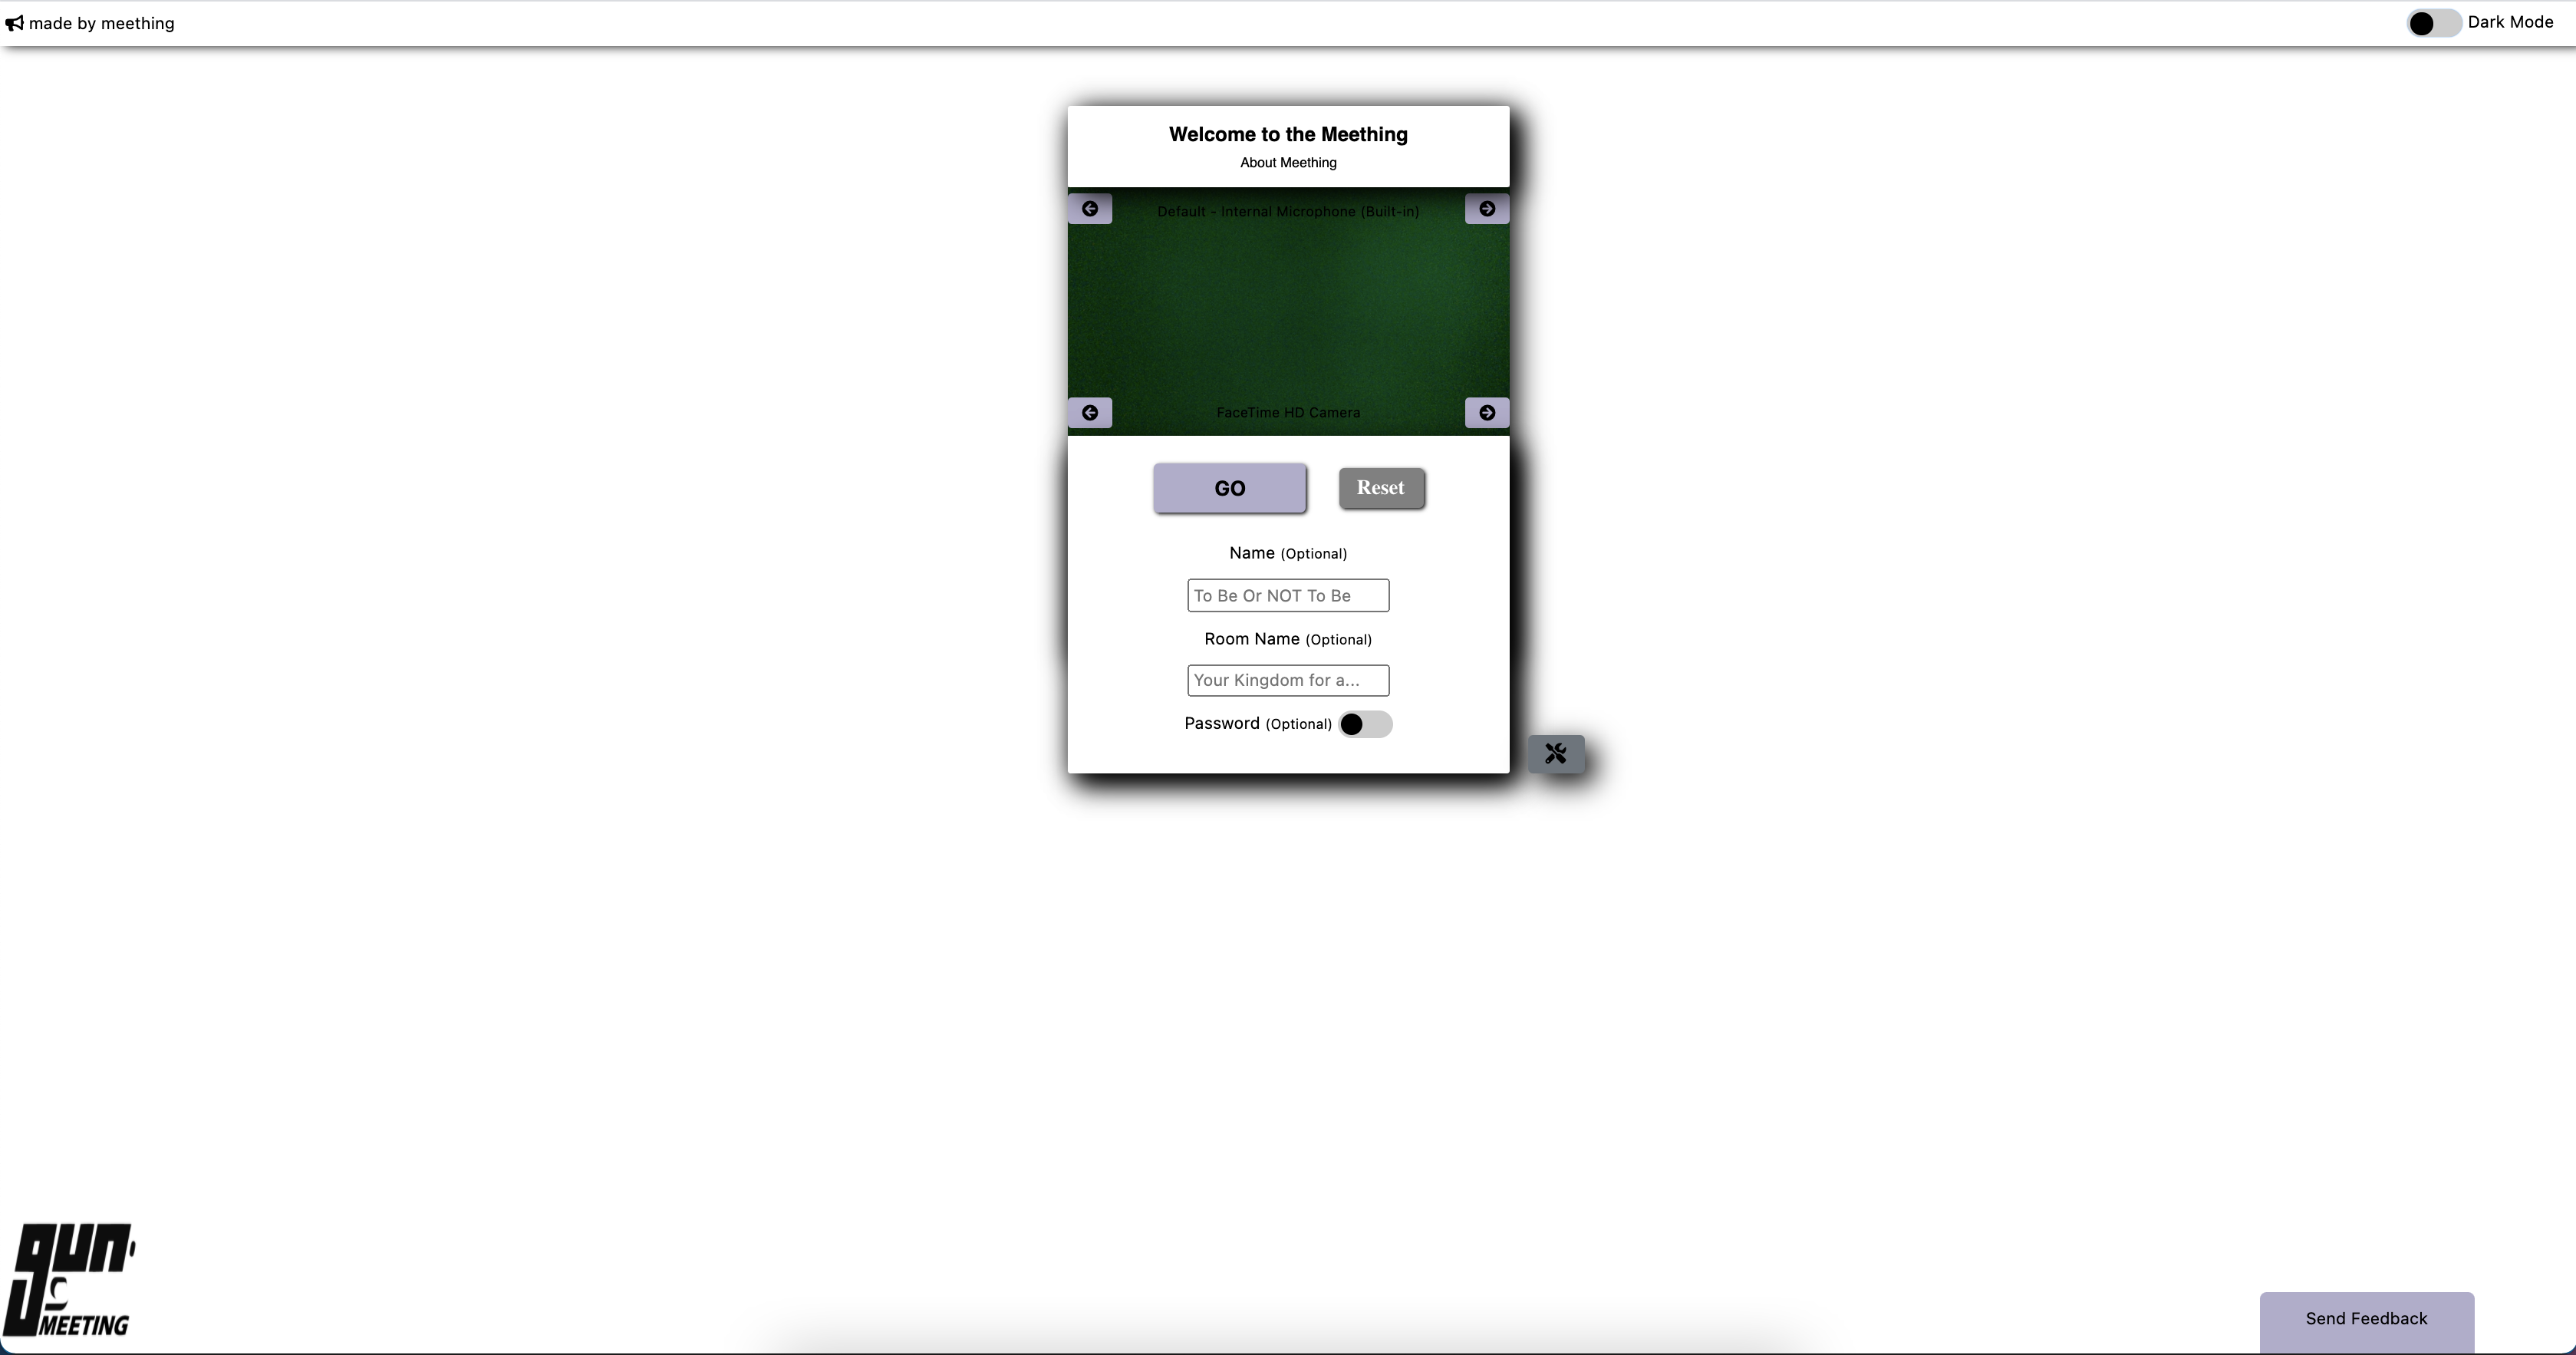 made by meething
Dark Mode
Welcome to the Meething
About Meething
Default - Internal Microphone (Built-in)
FaceTime HD Camera
GO
Reset
Name (Optional)
To Be Or NOT To Be
Room Name (Optional)
Your Kingdom for a...
Password (Optional)
gun
MEETING
Send Feedback